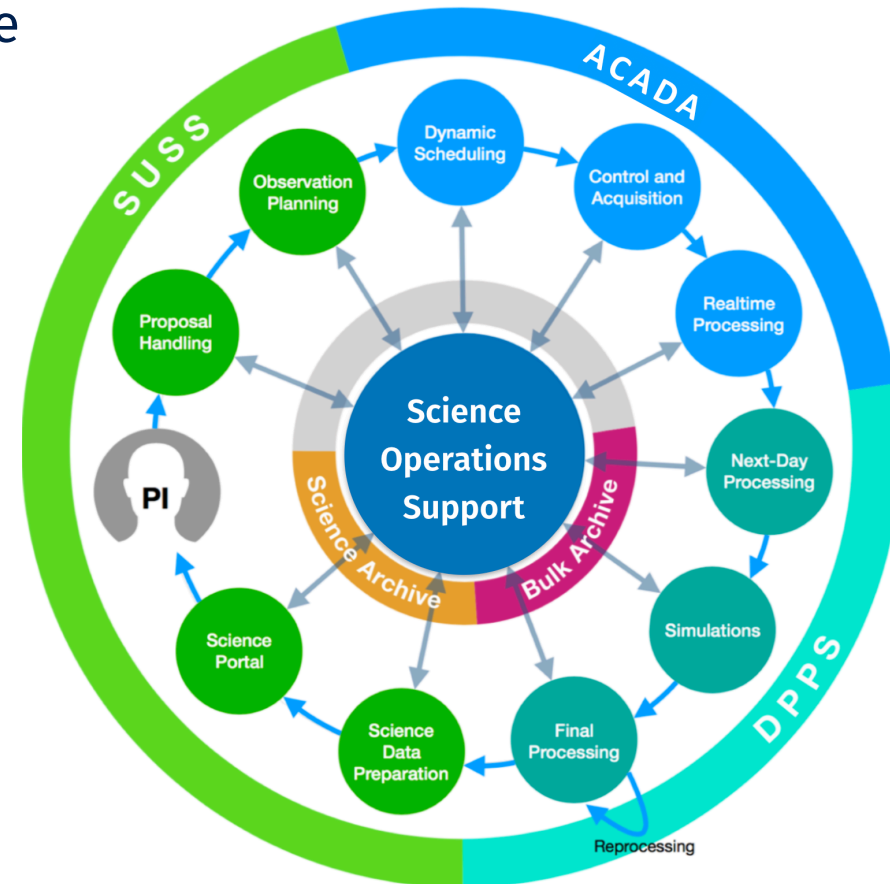 e
SUSS
ACADA
DPPS
Dynamic
Scheduling
Control and
Acquisition
Realtime
Processing
Next-Day
Processing
Simulations
Final
Processing
Reprocessing
Science
Data
Preparation
Science
Portal
PI
Proposal
Handling
Observation
Planning
Science
Operations
Support
Science Archive
Bulk Archive